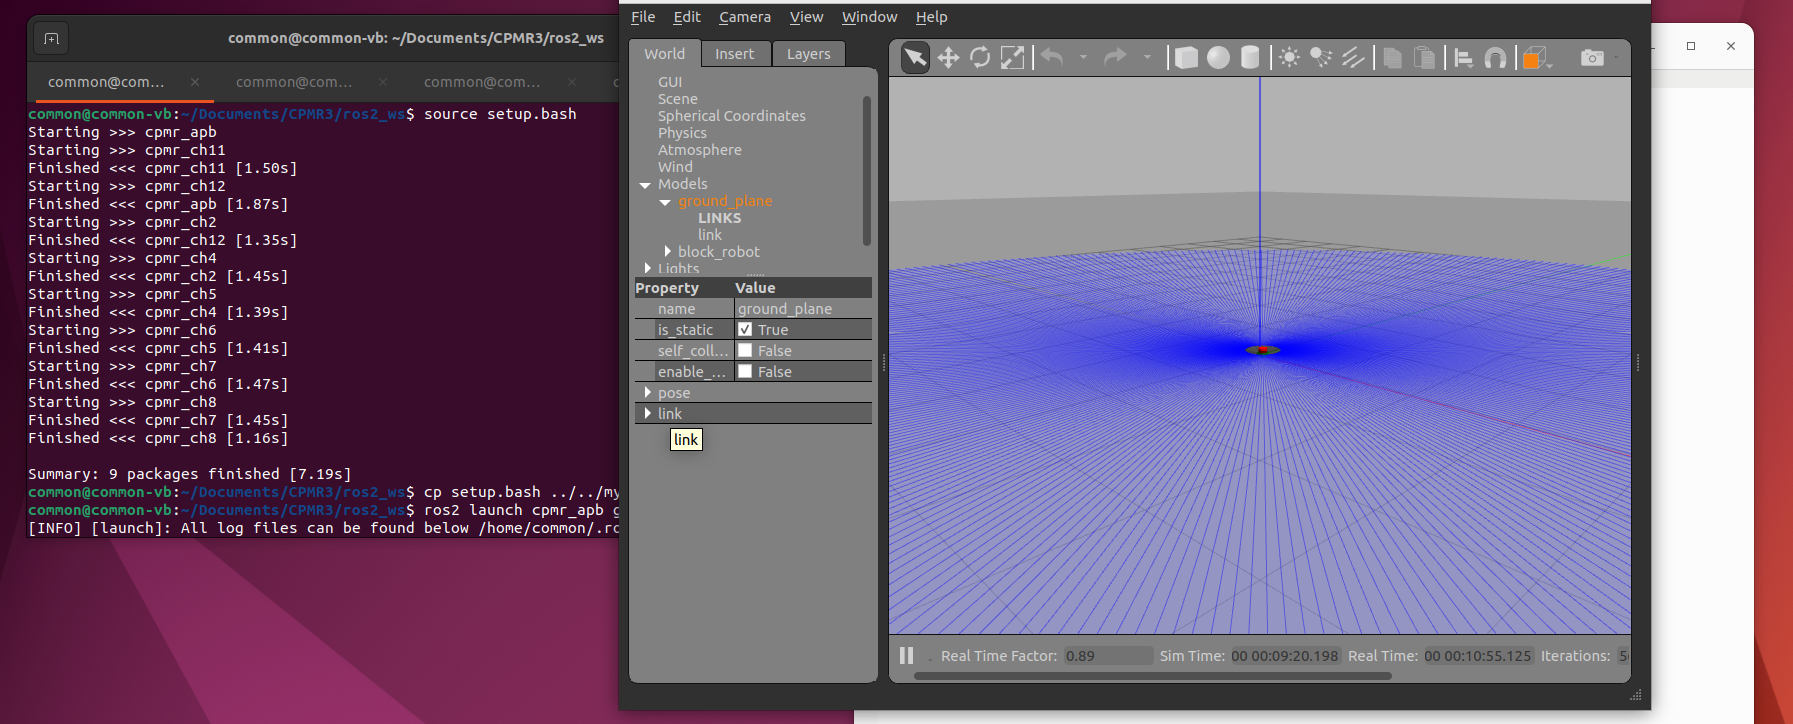 common@common-vb: ~/Documents/CPMR3/ros2_ws
common@com...
common@com...
common@com...
common@common-vb:~/Documents/CPMR3/ros2_ws$ source setup.bash
Starting >>> cpmr_apb
Starting >>> cpmr_ch11
Finished <<< cpmr_ch11 [1.50s]
Starting >>> cpmr_ch12
Finished <<< cpmr_apb [1.87s]
Starting >>> cpmr_ch2
Finished <<< cpmr_ch12 [1.35s]
Starting >>> cpmr_ch4
Finished <<< cpmr_ch2 [1.45s]
Starting >>> cpmr_ch5
Finished <<< cpmr_ch4 [1.39s]
Starting >>> cpmr_ch6
Finished <<< cpmr_ch5 [1.41s]
Starting >>> cpmr_ch7
Finished <<< cpmr_ch6 [1.47s]
Starting >>> cpmr_ch8
Finished <<< cpmr_ch7 [1.45s]
Finished <<< cpmr_ch8 [1.16s]
Summary: 9 packages finished [7.19s]
common@common-vb:~/Documents/CPMR3/ros2_ws$ cp setup.bash ../../my
common@common-vb:~/Documents/CPMR3/ros2_ws$ ros2 launch cpmr_apb g
[INFO] [launch]: All log files can be found below /home/common/.ro
File Edit Camera View Window Help
World Insert Layers
GUI
Scene
Spherical Coordinates
Physics
Atmosphere
Wind
Models
ground_plane
LINKS
link
block_robot
Lights
Property Value
name ground_plane
is_static True
self_coll... False
enable_... False
pose
link
link
Real Time Factor: 0.89 Sim Time: 00 00:09:20.198 Real Time: 00 00:10:55.125 Iterations: